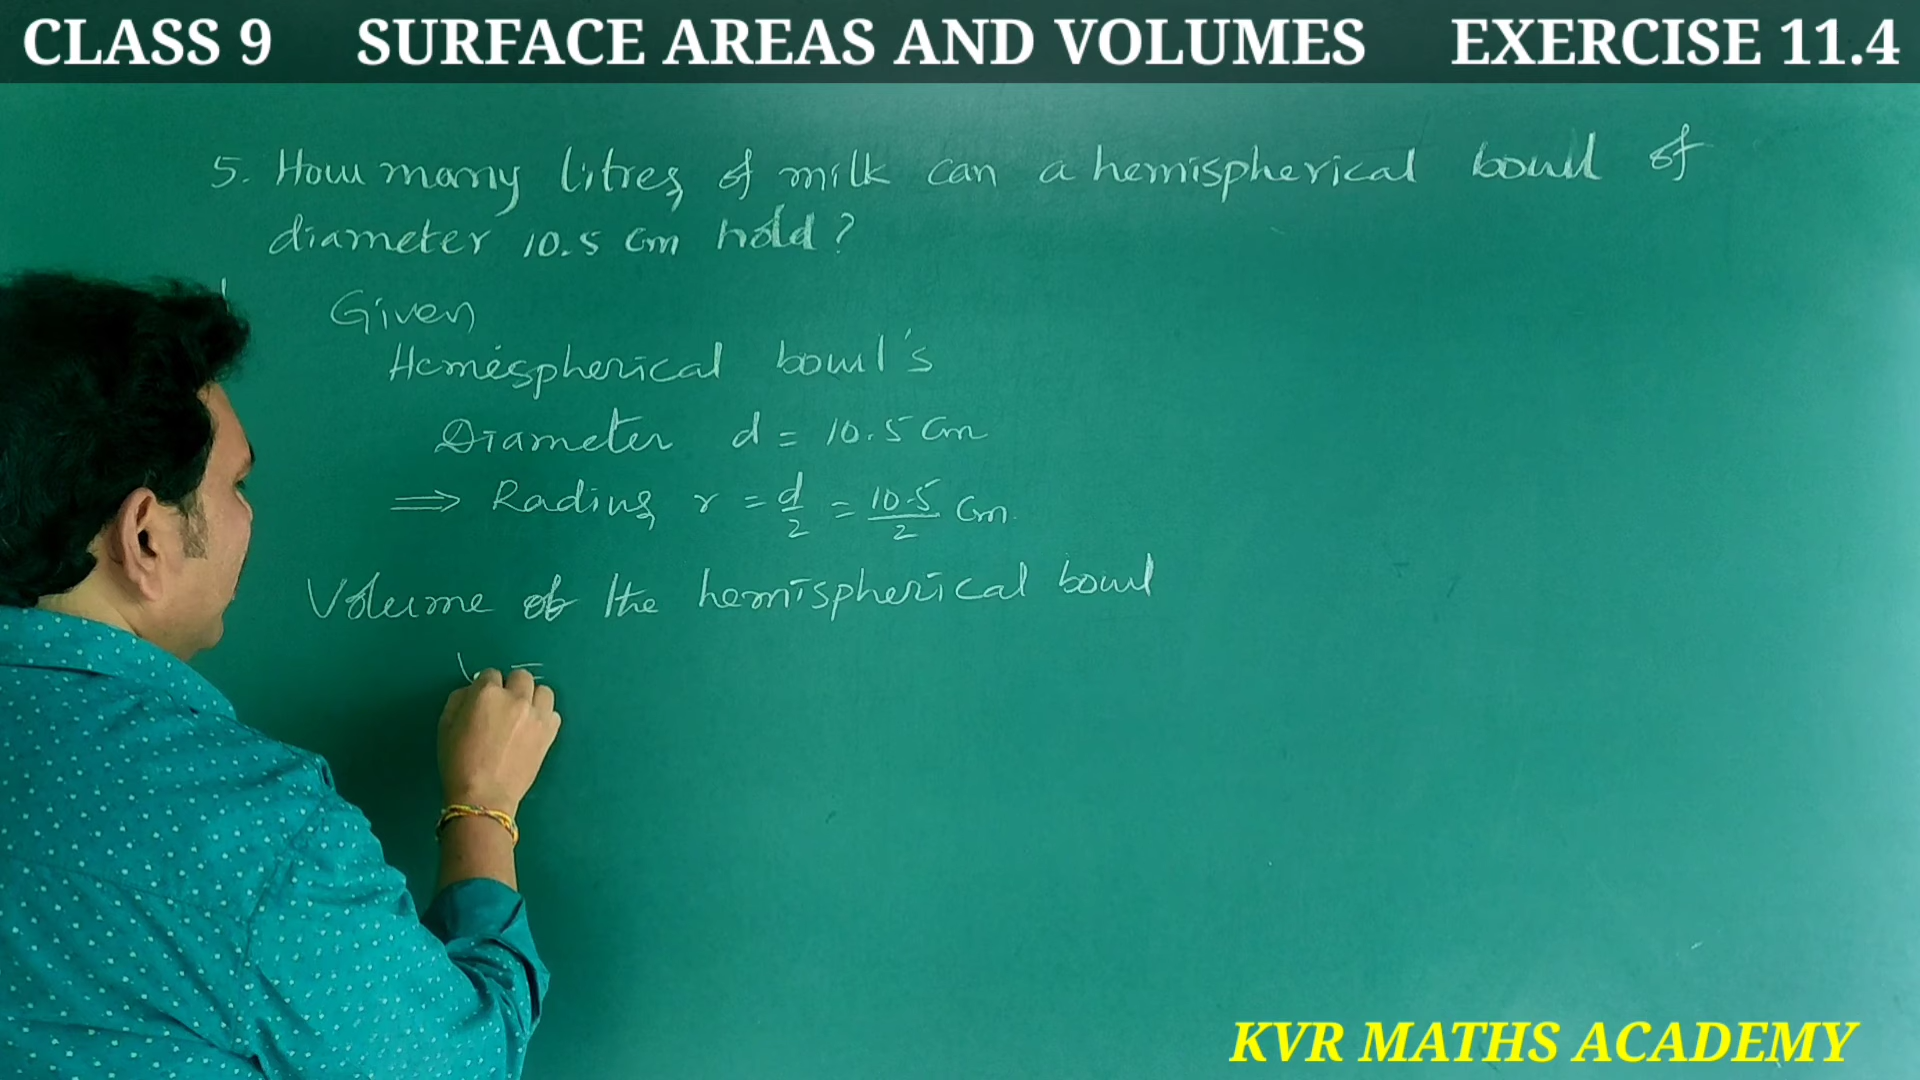 CLASS 9 SURFACE AREAS AND VOLUMES EXERCISE 11.4
5. How many litres of milk can a hemispherical bowl of
diameter 10.5 cm hold?
Given
Hemispherical bowl's
Diameter d = 10.5 cm
⇒ Radius r = d/2 = 10.5/2 cm.
Volume of the hemispherical bowl
V =
KVR MATHS ACADEMY